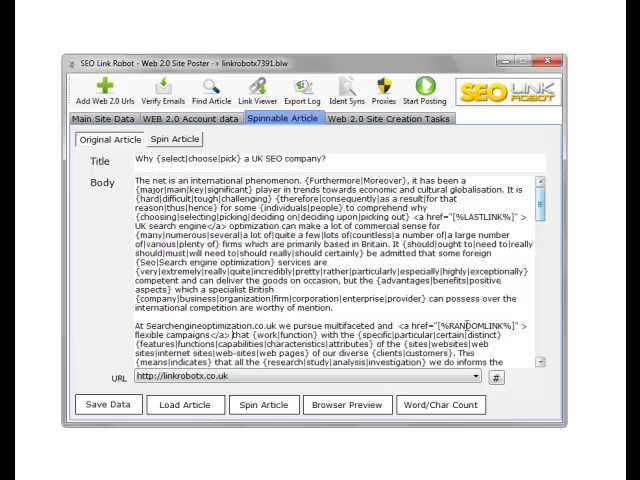 SEO Link Robot - Web 2.0 Site Poster -> linkrobotx7391.blw
Add Web 2.0 Urls Verify Emails Find Article Link Viewer Export Log Ident Sync Proxies Start Posting SEO LINK ROBOT
Main Site Data WEB 2.0 Account data Spinnable Article Web 2.0 Site Creation Tasks
Original Article Spin Article
Title Why {select|choose|pick} a UK SEO company?
Body The net is an international phenomenon. {Furthermore|Moreover}, it has been a
{major|main|key|significant} player in trends towards economic and cultural globalisation. It is
{hard|difficult|tough|challenging} {therefore|consequently|as a result|for that
reason|thus|hence} for some {individuals|people} to comprehend why
{choosing|selecting|picking|deciding on|deciding upon|picking out} <a href="[%LASTLINK%]" >
UK search engine</a> optimization can make a lot of commercial sense for
{many|numerous|several|a lot of|quite a few|lots of|countless|a number of|a large number
of|various|plenty of} firms which are primarily based in Britain. It {should|ought to|need to|really
should|must|will need to|should really|should certainly} be admitted that some foreign
{Seo|Search engine optimization} services are
{very|extremely|really|quite|incredibly|pretty|rather|particularly|especially|highly|exceptionally}
competent and can deliver the goods on occasion, but the {advantages|benefits|positive
aspects} which a specialist British
{company|business|organization|firm|corporation|enterprise|provider} can possess over the
international competition are worthy of mention.
At Searchengineoptimization.co.uk we pursue multifaceted and <a href="[%RANDOMLINK%]" >
flexible campaigns</a> that {work|function} with the {specific|particular|certain|distinct}
{features|functions|capabilities|characteristics|attributes} of the {sites|websites|web
sites|internet sites|web-sites|web pages} of our diverse {clients|customers}. This
{means|indicates} that all the {research|study|analysis|investigation} we do informs the
URL http://linkrobotx.co.uk #
Save Data Load Article Spin Article Browser Preview Word/Char Count